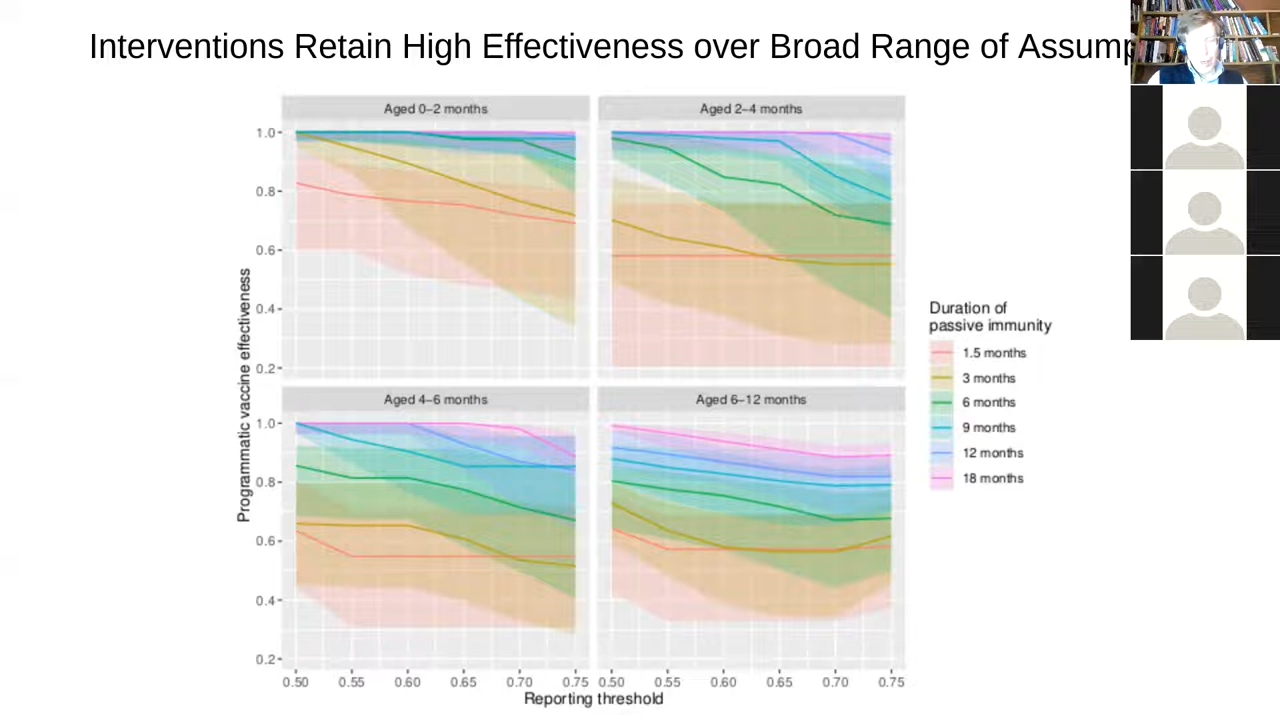 Interventions Retain High Effectiveness over Broad Range of Assump
Aged 0–2 months
Aged 2–4 months
1.0
0.8
0.6
0.4
0.2
Aged 4–6 months
Aged 6–12 months
1.0
0.8
0.6
0.4
0.2
Programmatic vaccine effectiveness
0.50 0.55 0.60 0.65 0.70 0.75 0.50 0.55 0.60 0.65 0.70 0.75
Reporting threshold
Duration of
passive immunity
1.5 months
3 months
6 months
9 months
12 months
18 months